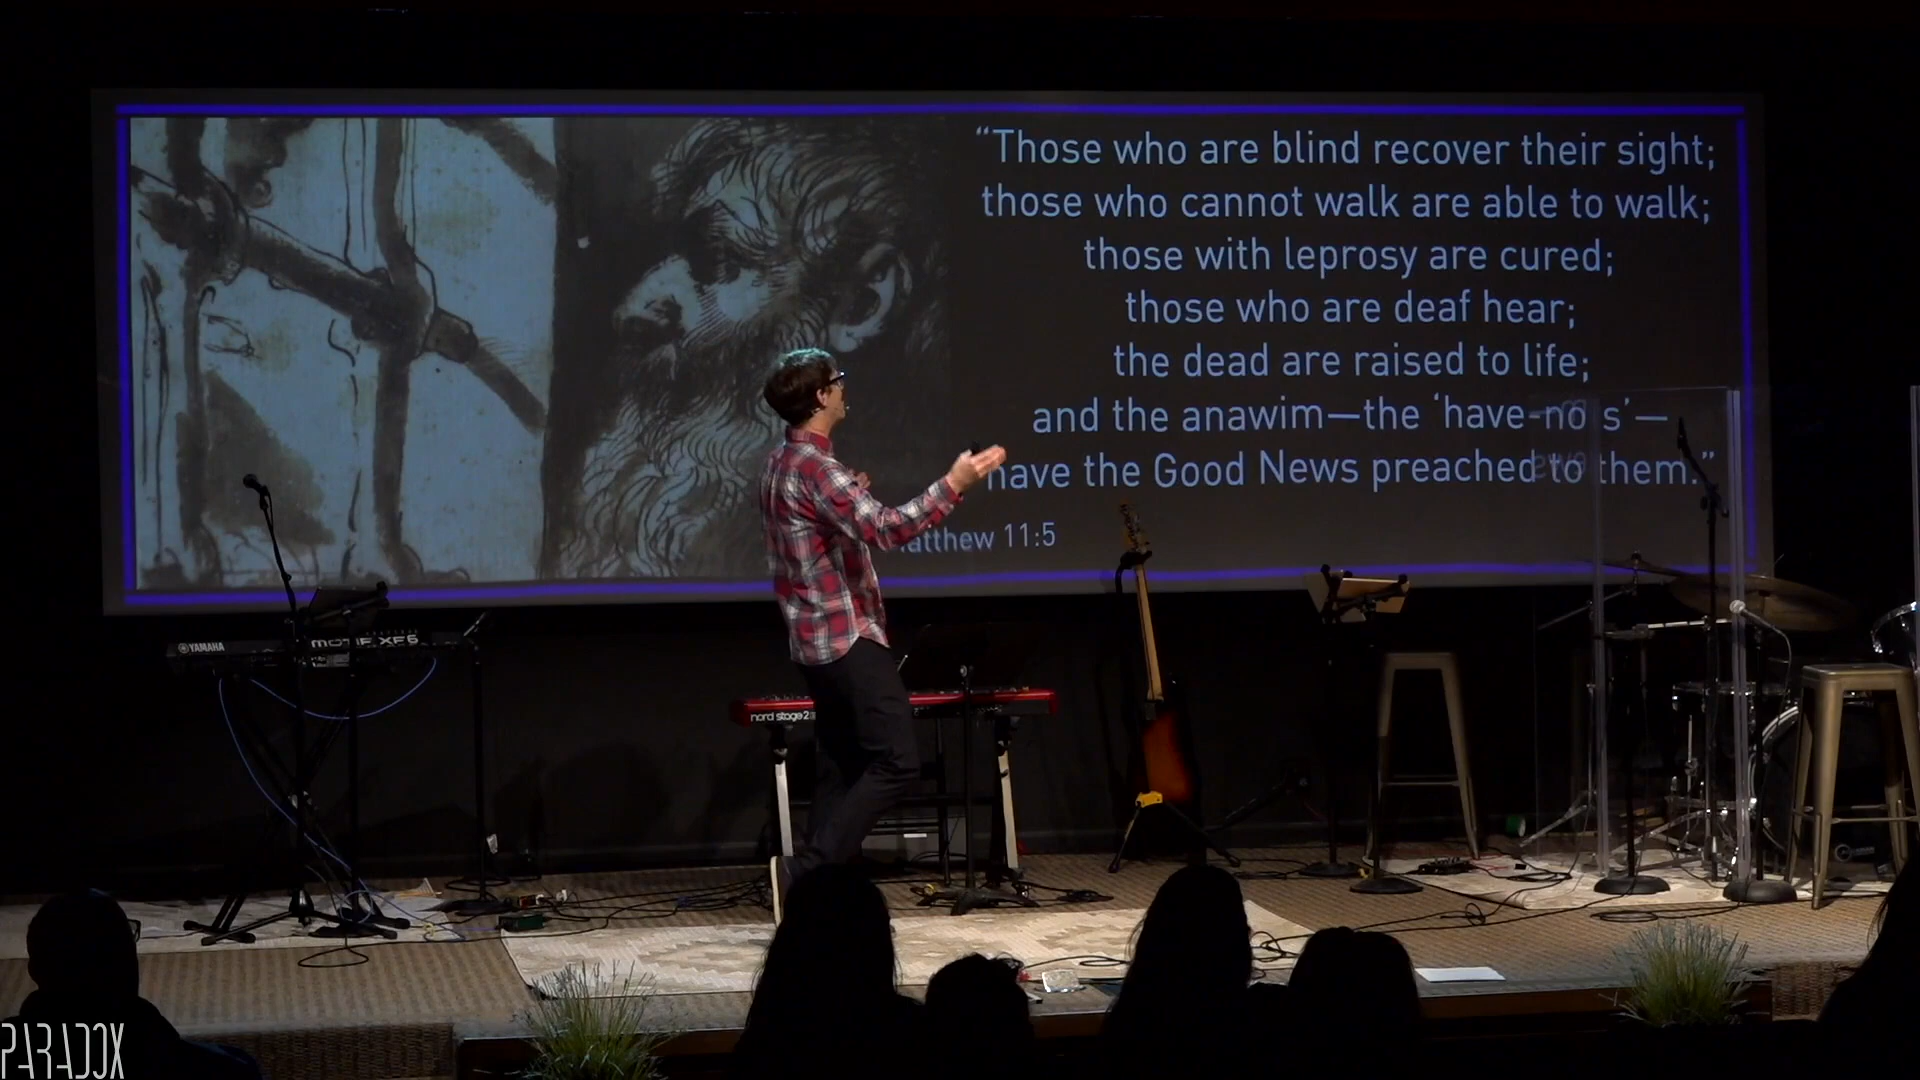 “Those who are blind recover their sight;
those who cannot walk are able to walk;
those with leprosy are cured;
those who are deaf hear;
the dead are raised to life;
and the anawim—the ‘have-no s’—
have the Good News preached to them.”
atthew 11:5
YAMAHA
MOTIF XF6
nord stage 2
PARADOX